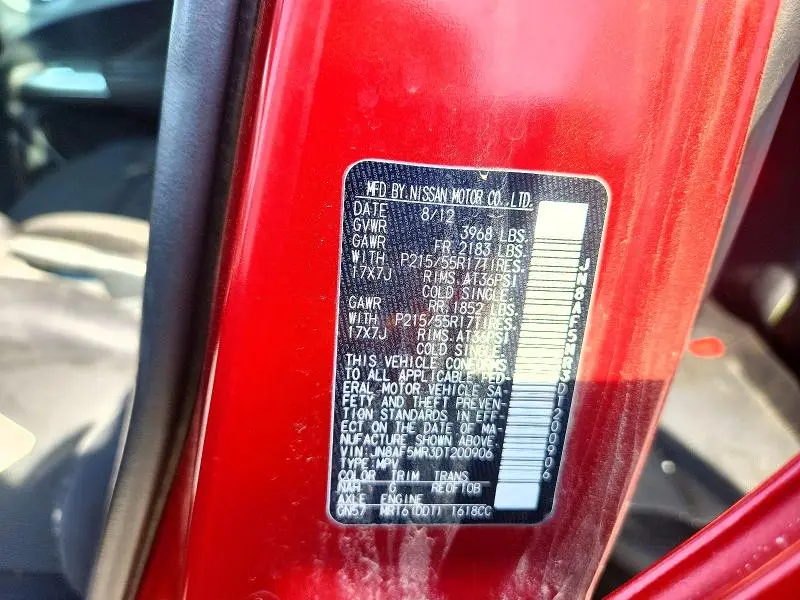 MFD BY NISSAN MOTOR CO.,LTD.
DATE 8/12
GVWR 3968 LBS.
GAWR FR.2183 LBS.
WITH P215/55R17TIRES.
17X7J RIMS.AT36PSI
COLD SINGLE.
GAWR RR.1852 LBS.
WITH P215/55R17TIRES.
17X7J RIMS.AT36PSI
COLD SINGLE.
THIS VEHICLE CONFORMS
TO ALL APPLICABLE FED-
ERAL MOTOR VEHICLE SA-
FETY AND THEFT PREVEN-
TION STANDARDS IN EFF-
ECT ON THE DATE OF MA-
NUFACTURE SHOWN ABOVE.
VIN:JN8AF5MR3DT200906
TYPE:MPV
COLOR TRIM TRANS
NAH G RE0F10B
AXLE ENGINE
GN57 MR16(DDT) 1618CC
JN8AF5MR3DT200906